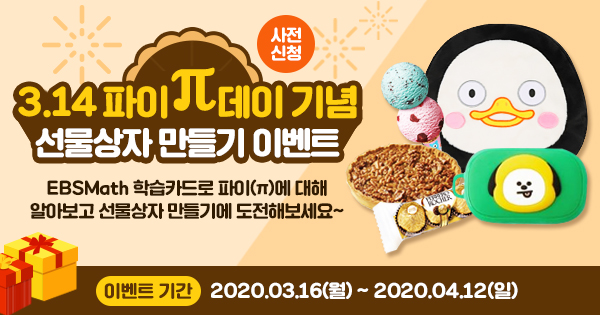 사전
신청
3.14 파이π데이 기념
선물상자 만들기 이벤트
EBSMath 학습카드로 파이(π)에 대해
알아보고 선물상자 만들기에 도전해보세요~
FERRERO
ROCHER
이벤트 기간 2020.03.16(월) ~ 2020.04.12(일)